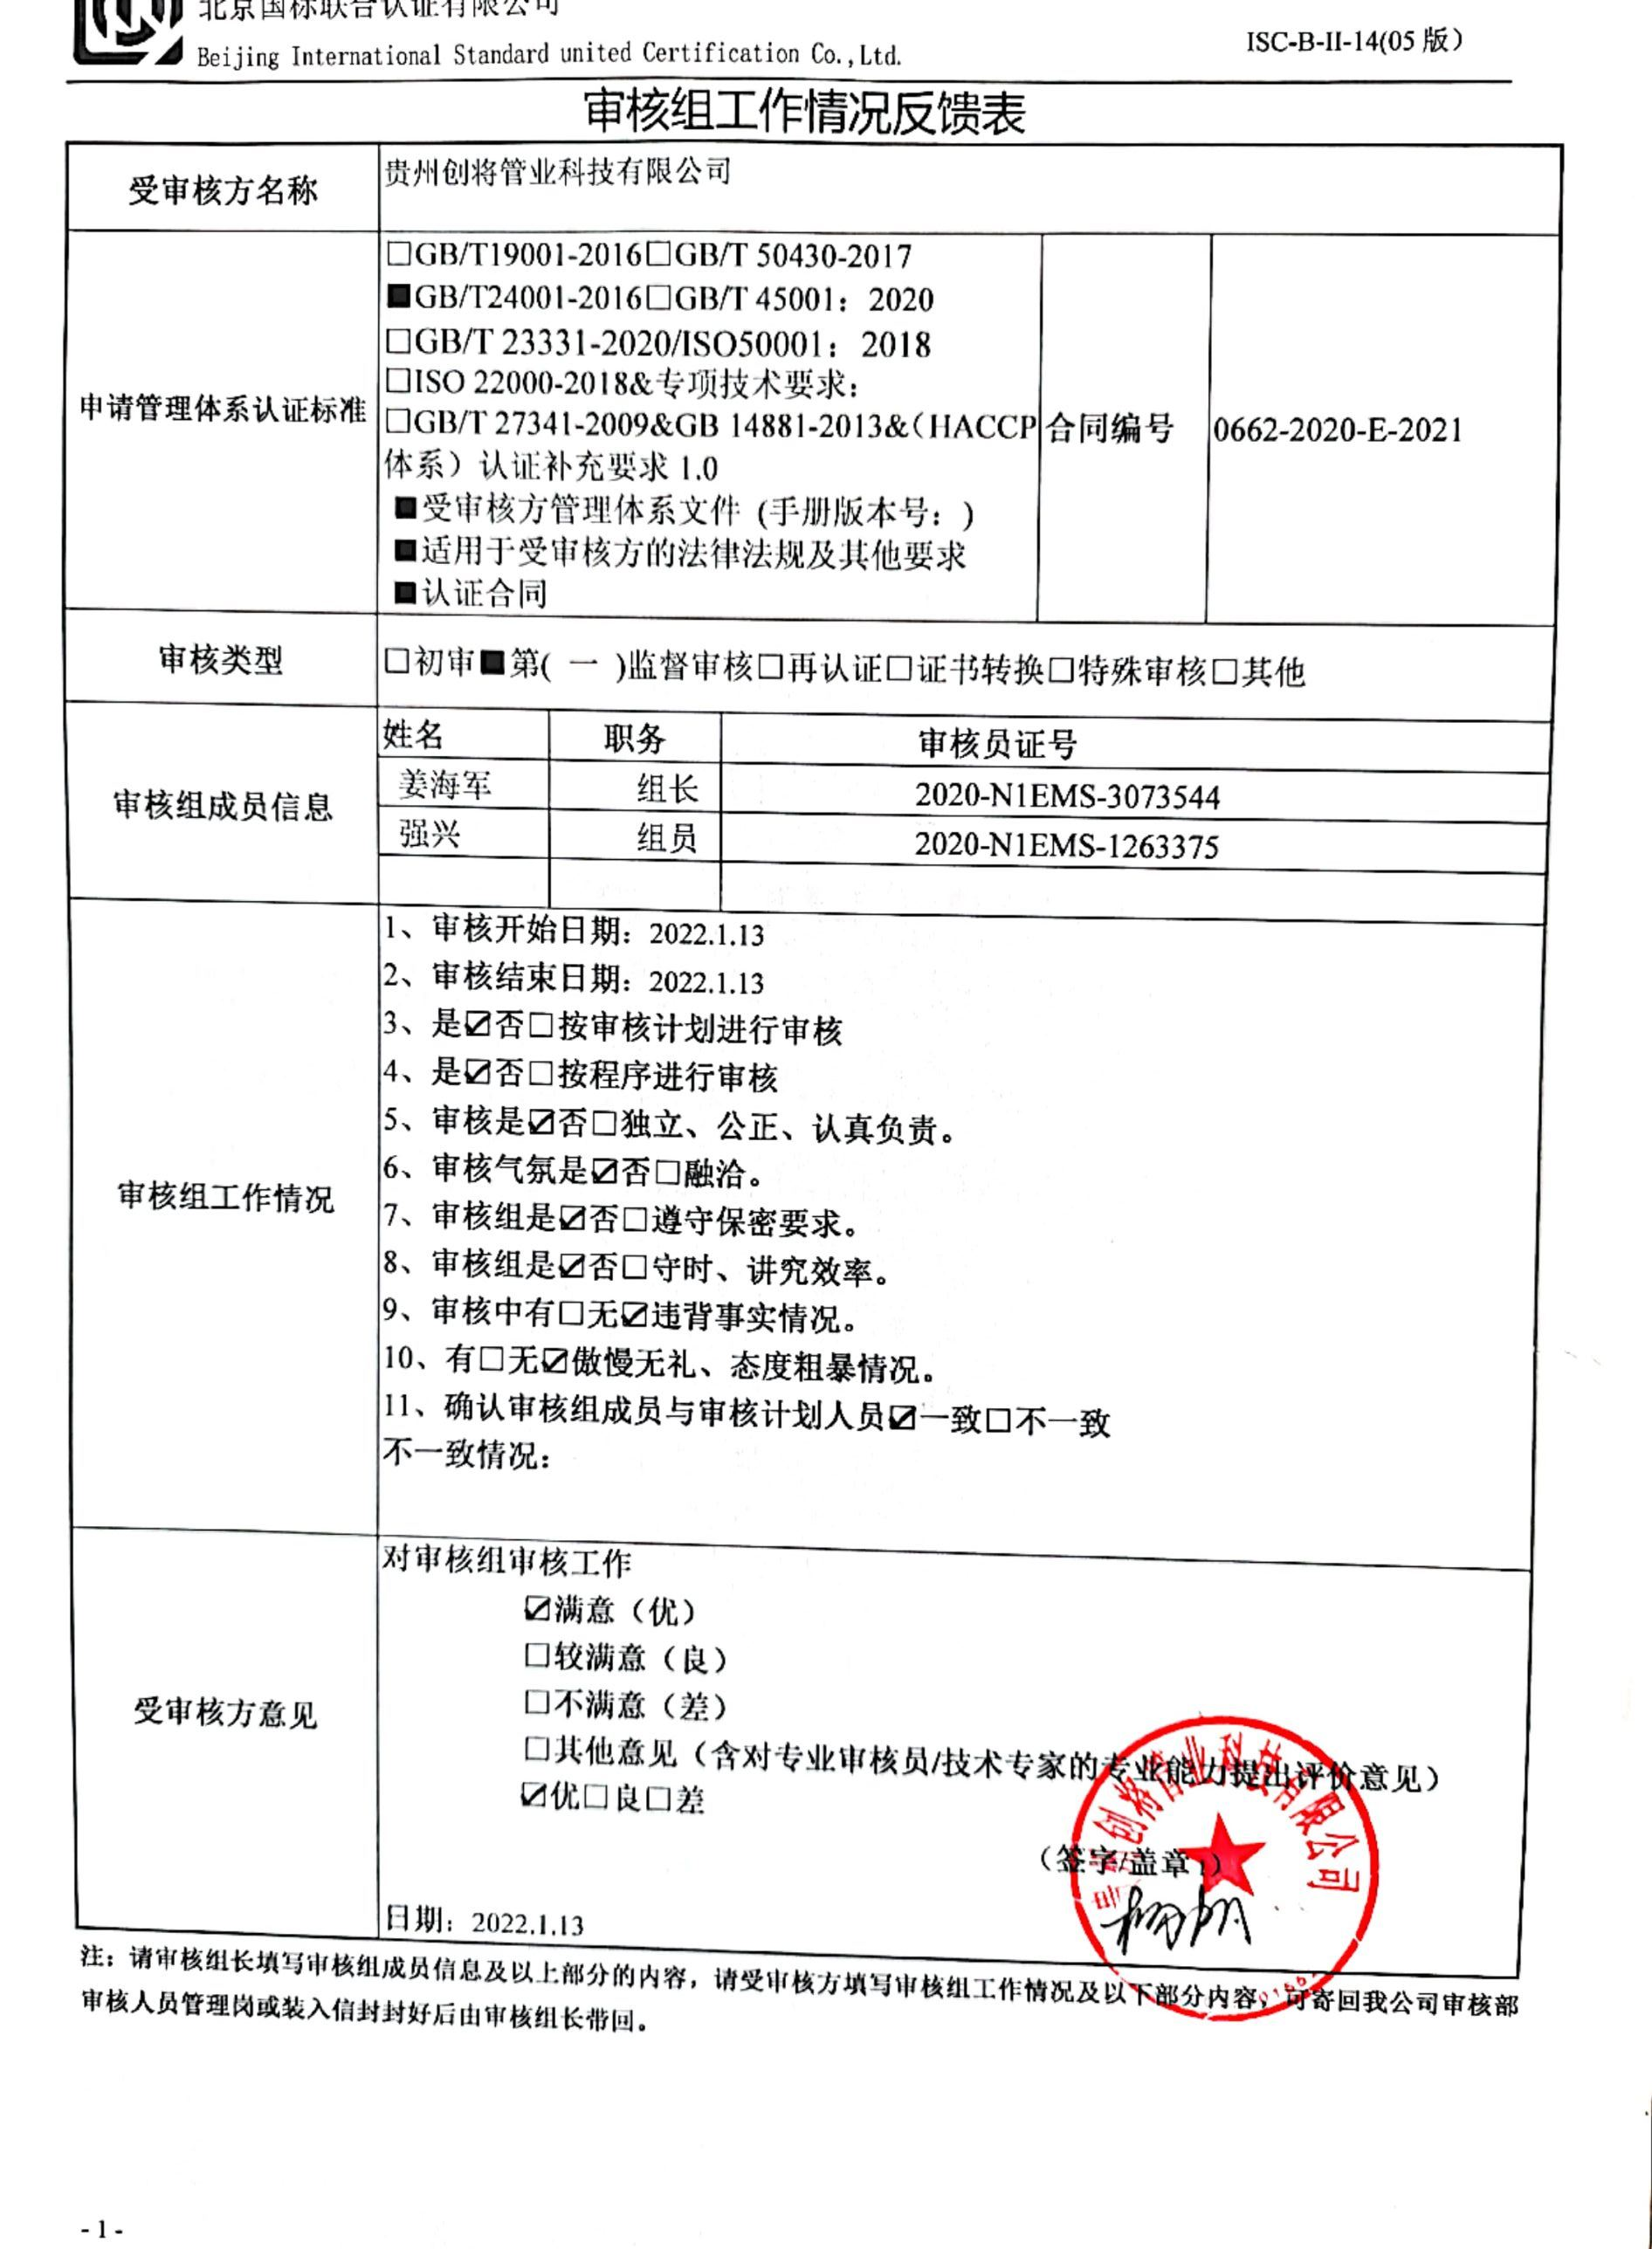 北京国标联合认证有限公司
Beijing International Standard united Certification Co.,Ltd.
ISC-B-II-14(05 版)
审核组工作情况反馈表
受审核方名称
贵州创将管业科技有限公司
申请管理体系认证标准
□GB/T19001-2016□GB/T 50430-2017
■GB/T24001-2016□GB/T 45001：2020
□GB/T 23331-2020/ISO50001：2018
□ISO 22000-2018&专项技术要求：
□GB/T 27341-2009&GB 14881-2013&（HACCP
体系）认证补充要求 1.0
■受审核方管理体系文件 (手册版本号：)
■适用于受审核方的法律法规及其他要求
■认证合同
合同编号
0662-2020-E-2021
审核类型
□初审■第( 一 )监督审核□再认证□证书转换□特殊审核□其他
审核组成员信息
姓名 职务 审核员证号
姜海军 组长 2020-N1EMS-3073544
强兴 组员 2020-N1EMS-1263375
审核组工作情况
1、审核开始日期：2022.1.13
2、审核结束日期：2022.1.13
3、是☑否□按审核计划进行审核
4、是☑否□按程序进行审核
5、审核是☑否□独立、公正、认真负责。
6、审核气氛是☑否□融洽。
7、审核组是☑否□遵守保密要求。
8、审核组是☑否□守时、讲究效率。
9、审核中有□无☑违背事实情况。
10、有□无☑傲慢无礼、态度粗暴情况。
11、确认审核组成员与审核计划人员☑一致□不一致
不一致情况：
受审核方意见
对审核组审核工作
☑满意（优）
□较满意（良）
□不满意（差）
□其他意见（含对专业审核员/技术专家的专业能力提出评价意见）
☑优□良□差
（签字/盖章）
创将管业科技有限公司
日期：2022.1.13
注：请审核组长填写审核组成员信息及以上部分的内容，请受审核方填写审核组工作情况及以下部分内容，可寄回我公司审核部
审核人员管理岗或装入信封封好后由审核组长带回。
- 1 -